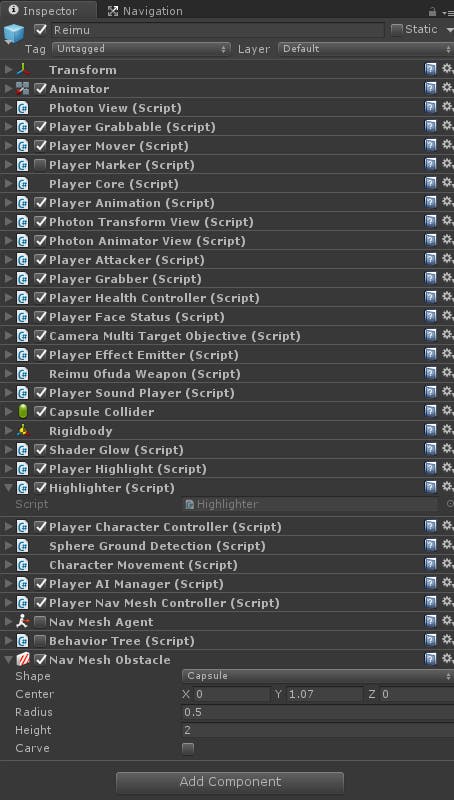 Inspector Navigation
Reimu Static
Tag Untagged Layer Default
Transform
Animator
Photon View (Script)
Player Grabbable (Script)
Player Mover (Script)
Player Marker (Script)
Player Core (Script)
Player Animation (Script)
Photon Transform View (Script)
Photon Animator View (Script)
Player Attacker (Script)
Player Grabber (Script)
Player Health Controller (Script)
Player Face Status (Script)
Camera Multi Target Objective (Script)
Player Effect Emitter (Script)
Reimu Ofuda Weapon (Script)
Player Sound Player (Script)
Capsule Collider
Rigidbody
Shader Glow (Script)
Player Highlight (Script)
Highlighter (Script)
Script Highlighter
Player Character Controller (Script)
Sphere Ground Detection (Script)
Character Movement (Script)
Player AI Manager (Script)
Player Nav Mesh Controller (Script)
Nav Mesh Agent
Behavior Tree (Script)
Nav Mesh Obstacle
Shape Capsule
Center X 0 Y 1.07 Z 0
Radius 0.5
Height 2
Carve
Add Component